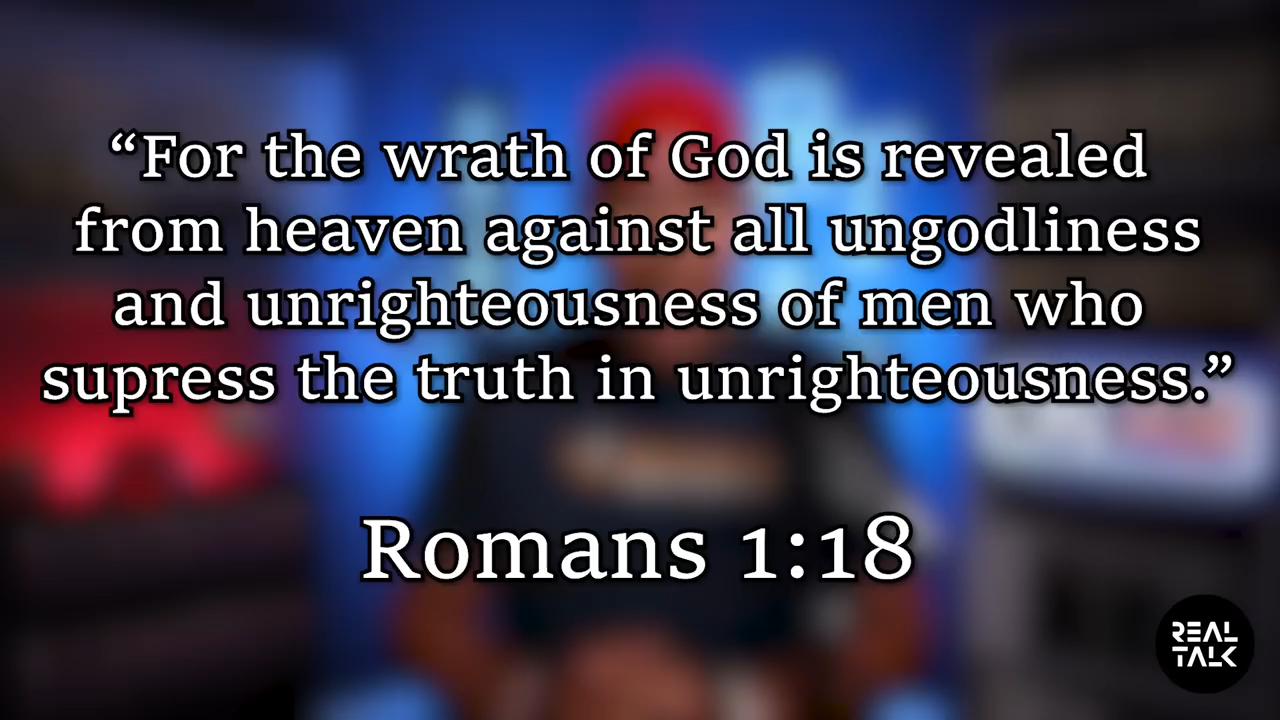 “For the wrath of God is revealed
from heaven against all ungodliness
and unrighteousness of men who
supress the truth in unrighteousness.”
Romans 1:18
REAL
TALK